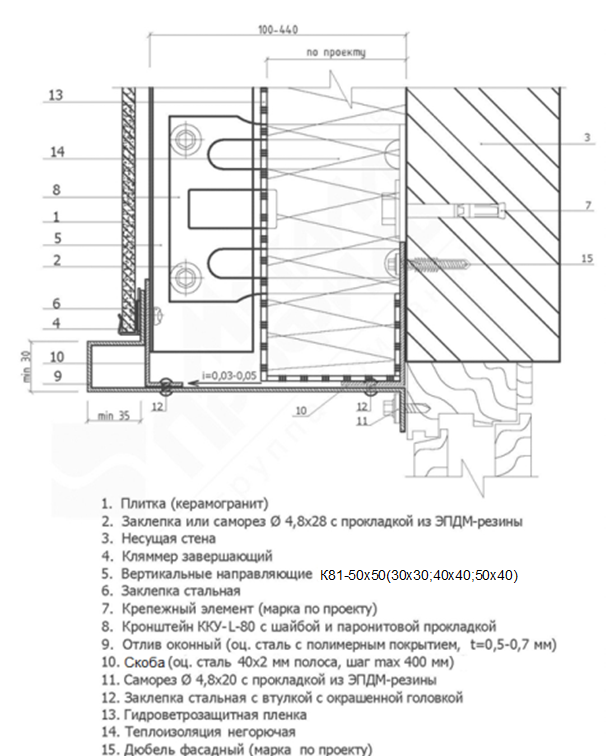 100-440
по проекту
13
14
8
1
5
2
6
4
10
9
3
7
15
min 30
min 35
i=0,03-0,05
12
10
12
11
1. Плитка (керамогранит)
2. Заклепка или саморез Ø 4,8x28 с прокладкой из ЭПДМ-резины
3. Несущая стена
4. Кляммер завершающий
5. Вертикальные направляющие К81-50х50(30х30;40х40;50х40)
6. Заклепка стальная
7. Крепежный элемент (марка по проекту)
8. Кронштейн ККУ-L-80 с шайбой и паронитовой прокладкой
9. Отлив оконный (оц. сталь с полимерным покрытием, t=0,5-0,7 мм)
10. Скоба (оц. сталь 40x2 мм полоса, шаг max 400 мм)
11. Саморез Ø 4,8x20 с прокладкой из ЭПДМ-резины
12. Заклепка стальная с втулкой с окрашенной головкой
13. Гидроветрозащитная пленка
14. Теплоизоляция негорючая
15. Дюбель фасадный (марка по проекту)